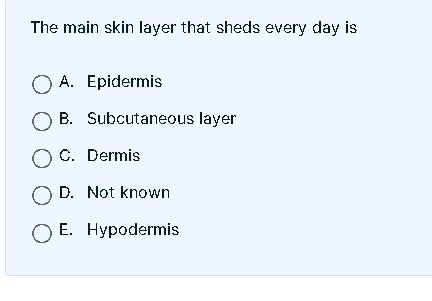 The main skin layer that sheds every day is
A. Epidermis
B. Subcutaneous layer
C. Dermis
D. Not known
E. Hypodermis